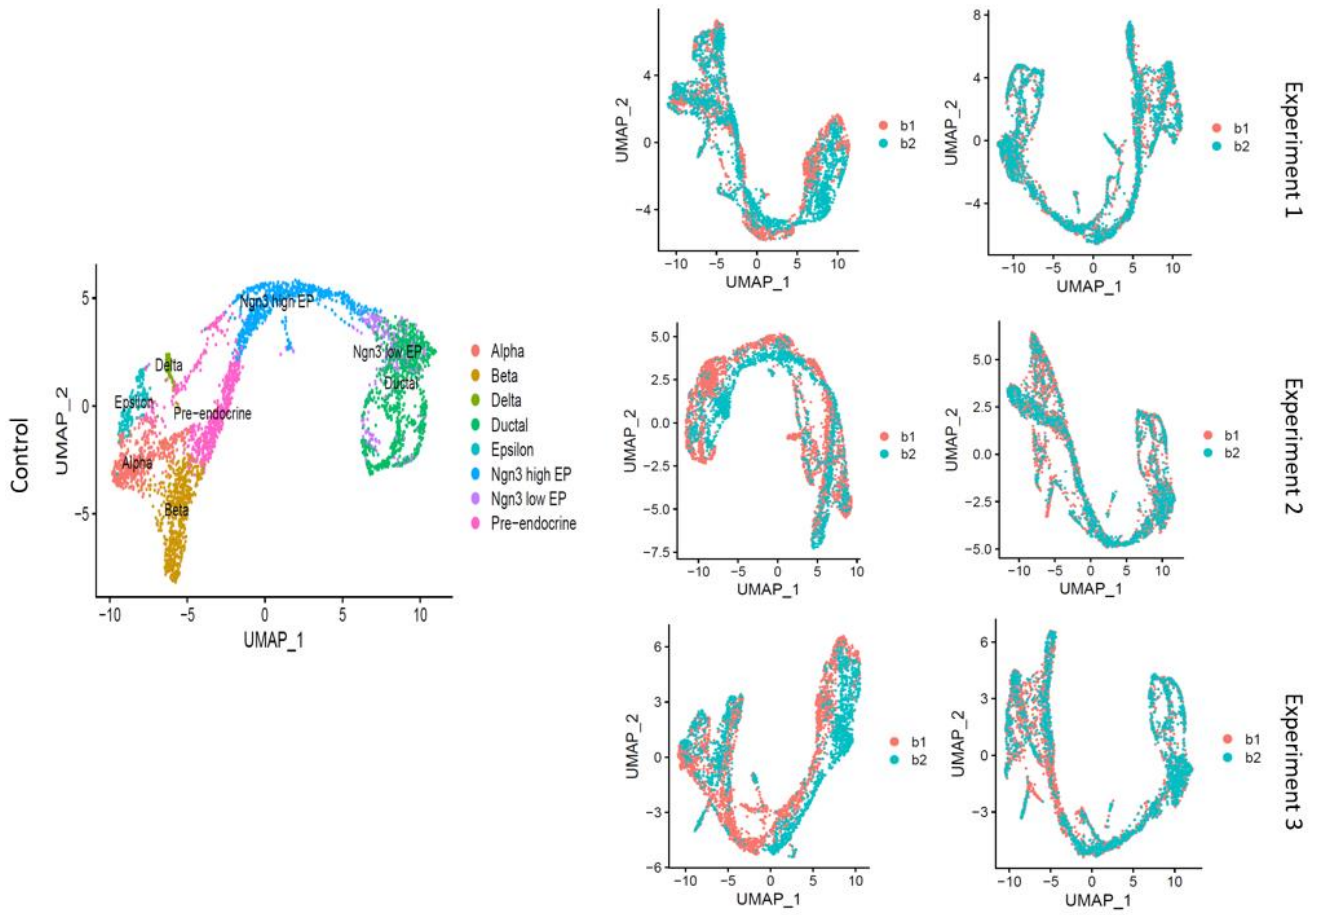 Control
UMAP_2
5
0
−5
−10
−5
0
5
10
UMAP_1
Ngn3 high EP
Ngn3 low EP
Ductal
Delta
Epsilon
Pre−endocrine
Alpha
Beta
Alpha
Beta
Delta
Ductal
Epsilon
Ngn3 high EP
Ngn3 low EP
Pre−endocrine
UMAP_2
4
0
−4
−10
−5
0
5
10
UMAP_1
b1
b2
UMAP_2
8
4
0
−4
−10
−5
0
5
10
UMAP_1
b1
b2
Experiment 1
UMAP_2
5.0
2.5
0.0
−2.5
−5.0
−7.5
−10
−5
0
5
10
UMAP_1
b1
b2
UMAP_2
5.0
2.5
0.0
−2.5
−5.0
−10
−5
0
5
10
UMAP_1
b1
b2
Experiment 2
UMAP_2
6
3
0
−3
−6
−10
−5
0
5
10
UMAP_1
b1
b2
UMAP_2
6
3
0
−3
−10
−5
0
5
10
UMAP_1
b1
b2
Experiment 3